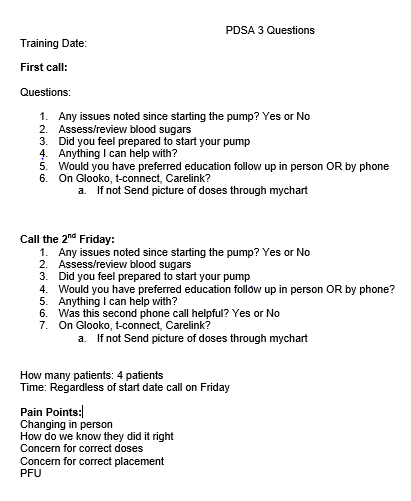 PDSA 3 Questions
Training Date:
First call:
Questions:
1. Any issues noted since starting the pump? Yes or No
2. Assess/review blood sugars
3. Did you feel prepared to start your pump
4. Anything I can help with?
5. Would you have preferred education follow up in person OR by phone
6. On Glooko, t-connect, Carelink?
a. If not Send picture of doses through mychart
Call the 2nd Friday:
1. Any issues noted since starting the pump? Yes or No
2. Assess/review blood sugars
3. Did you feel prepared to start your pump
4. Would you have preferred education follow up in person OR by phone?
5. Anything I can help with?
6. Was this second phone call helpful? Yes or No
7. On Glooko, t-connect, Carelink?
a. If not Send picture of doses through mychart
How many patients: 4 patients
Time: Regardless of start date call on Friday
Pain Points:
Changing in person
How do we know they did it right
Concern for correct doses
Concern for correct placement
PFU